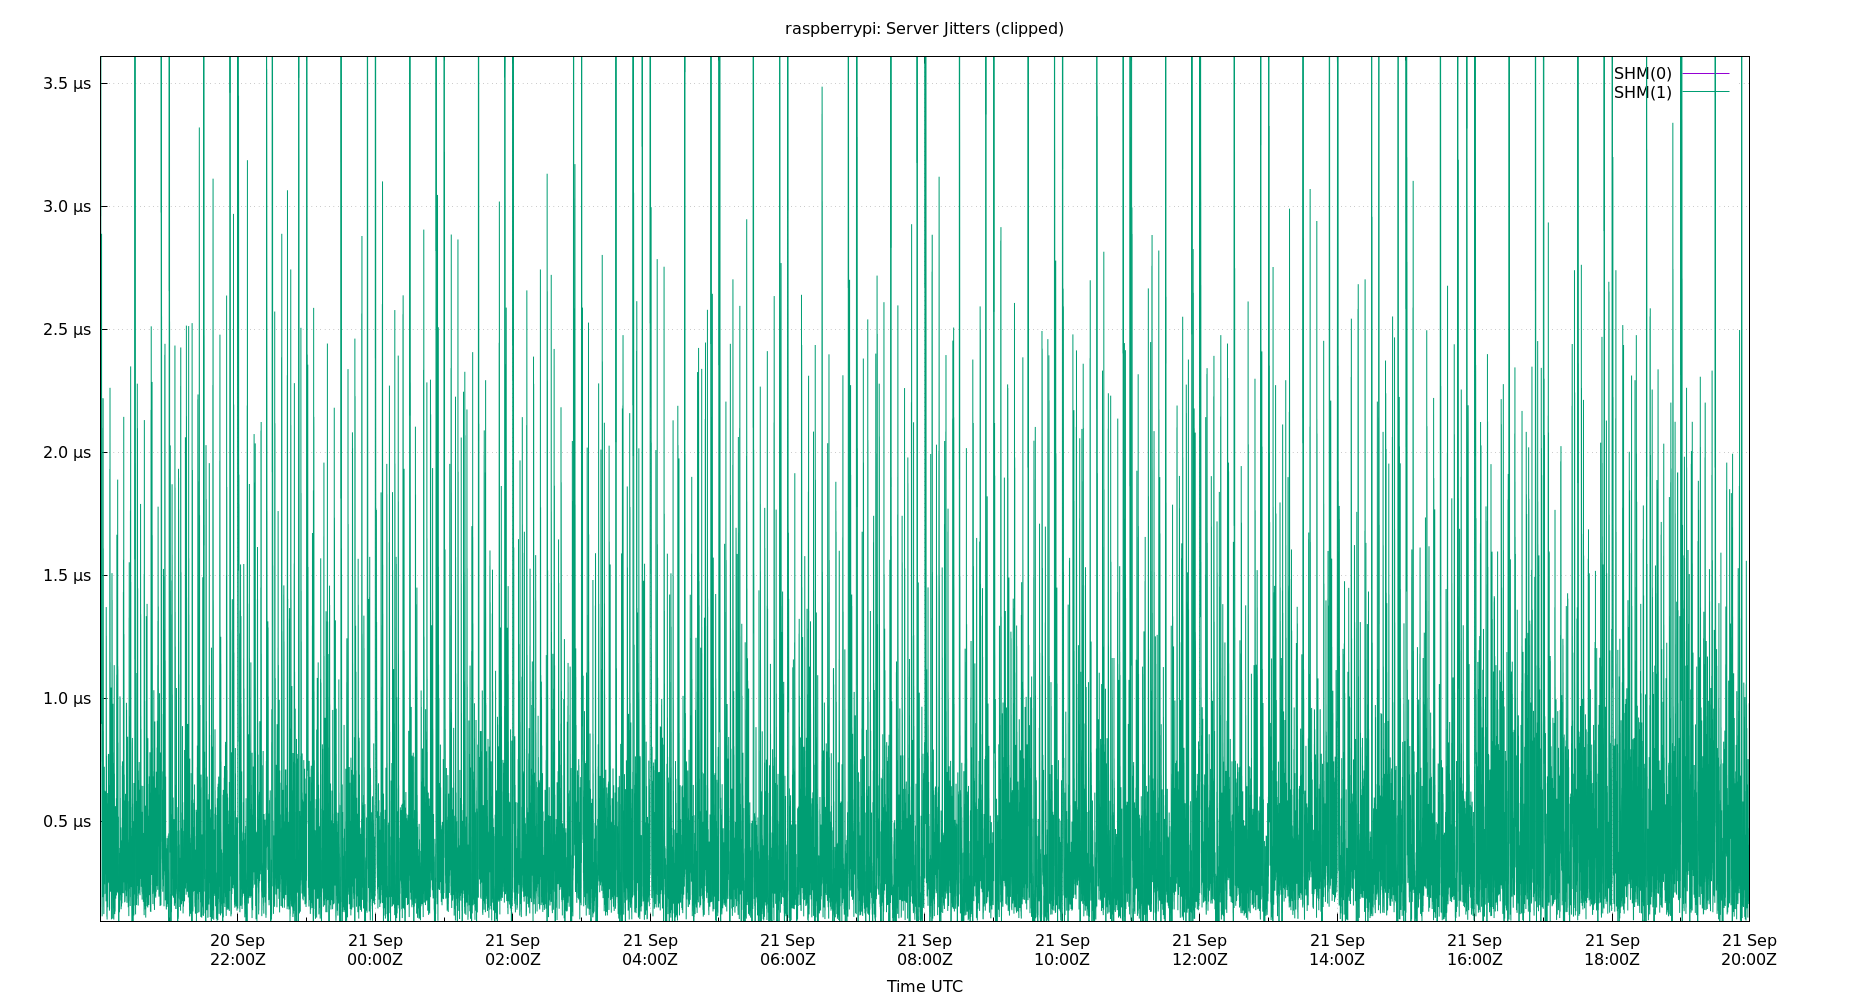 raspberrypi: Server Jitters (clipped)
SHM(0)
SHM(1)
3.5 μs
3.0 μs
2.5 μs
2.0 μs
1.5 μs
1.0 μs
0.5 μs
20 Sep 21 Sep 21 Sep 21 Sep 21 Sep 21 Sep 21 Sep 21 Sep 21 Sep 21 Sep 21 Sep 21 Sep
22:00Z 00:00Z 02:00Z 04:00Z 06:00Z 08:00Z 10:00Z 12:00Z 14:00Z 16:00Z 18:00Z 20:00Z
Time UTC